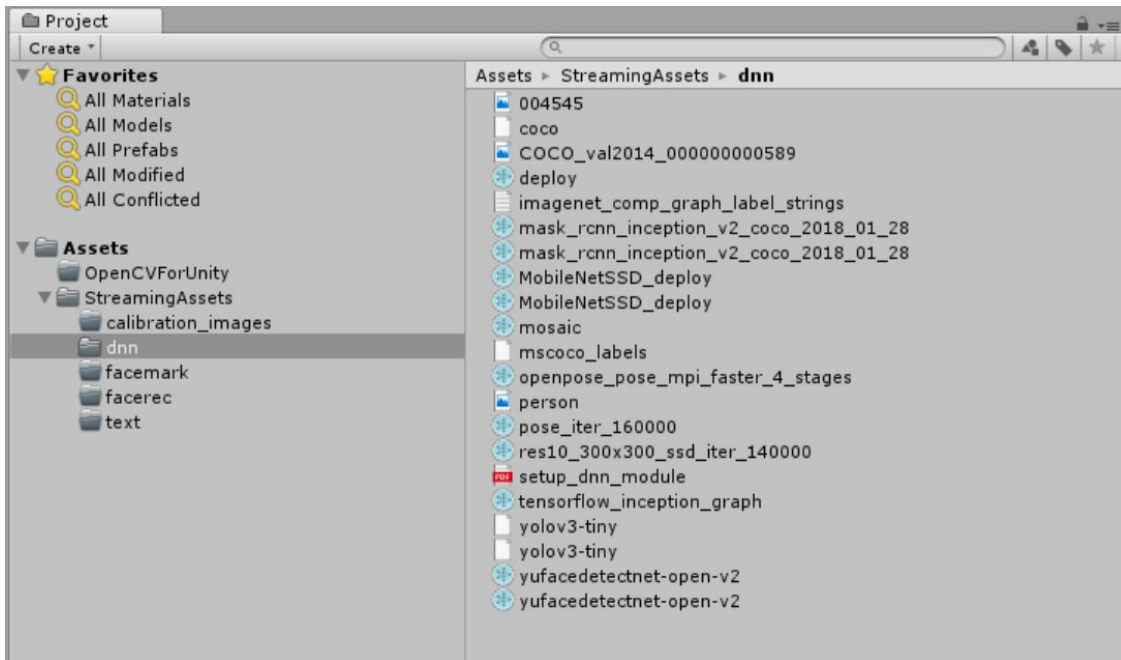 Project
Create
Favorites
All Materials
All Models
All Prefabs
All Modified
All Conflicted
Assets
OpenCVForUnity
StreamingAssets
calibration_images
dnn
facemark
facerec
text
Assets StreamingAssets dnn
004545
coco
COCO_val2014_000000000589
deploy
imagenet_comp_graph_label_strings
mask_rcnn_inception_v2_coco_2018_01_28
mask_rcnn_inception_v2_coco_2018_01_28
MobileNetSSD_deploy
MobileNetSSD_deploy
mosaic
mscoco_labels
openpose_pose_mpi_faster_4_stages
person
pose_iter_160000
res10_300x300_ssd_iter_140000
PDF setup_dnn_module
tensorflow_inception_graph
yolov3-tiny
yolov3-tiny
yufacedetectnet-open-v2
yufacedetectnet-open-v2